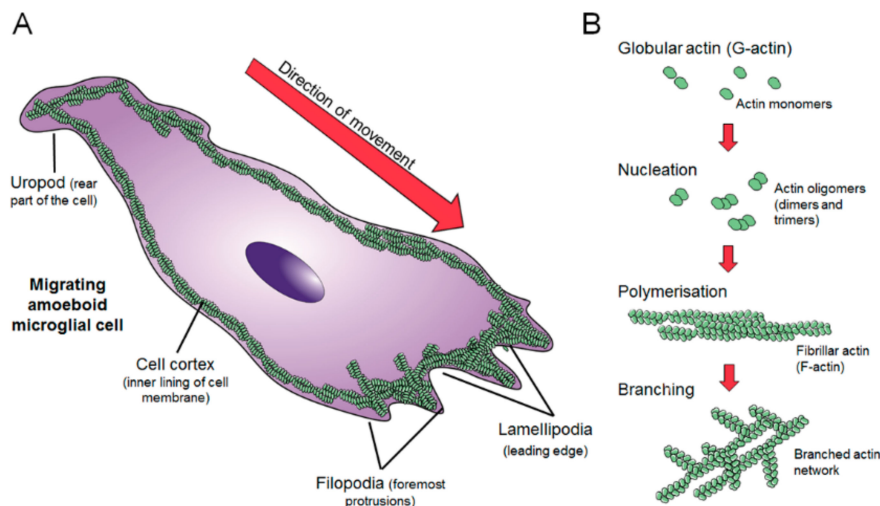 A
Direction of
movement
Uropod (rear
part of the cell)
Migrating
amoeboid
microglial cell
Cell cortex
(inner lining of cell
membrane)
Filopodia (foremost
protrusions)
Lamellipodia
(leading edge)
B
Globular actin (G-actin)
Actin monomers
Nucleation
Actin oligomers
(dimers and
trimers)
Polymerisation
Fibrillar actin
(F-actin)
Branching
Branched actin
network